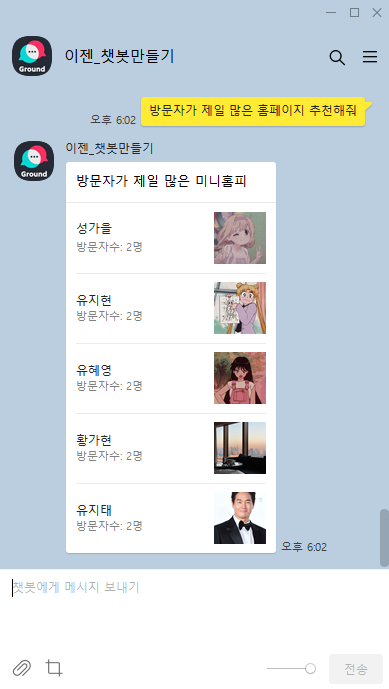 이젠_챗봇만들기
Ground
방문자가 제일 많은 홈페이지 추천해줘
오후 6:02
이젠_챗봇만들기
Ground
방문자가 제일 많은 미니홈피
성가을
방문자수: 2명
유지현
방문자수: 2명
유혜영
방문자수: 2명
황가현
방문자수: 2명
유지태
방문자수: 2명
오후 6:02
챗봇에게 메시지 보내기
전송